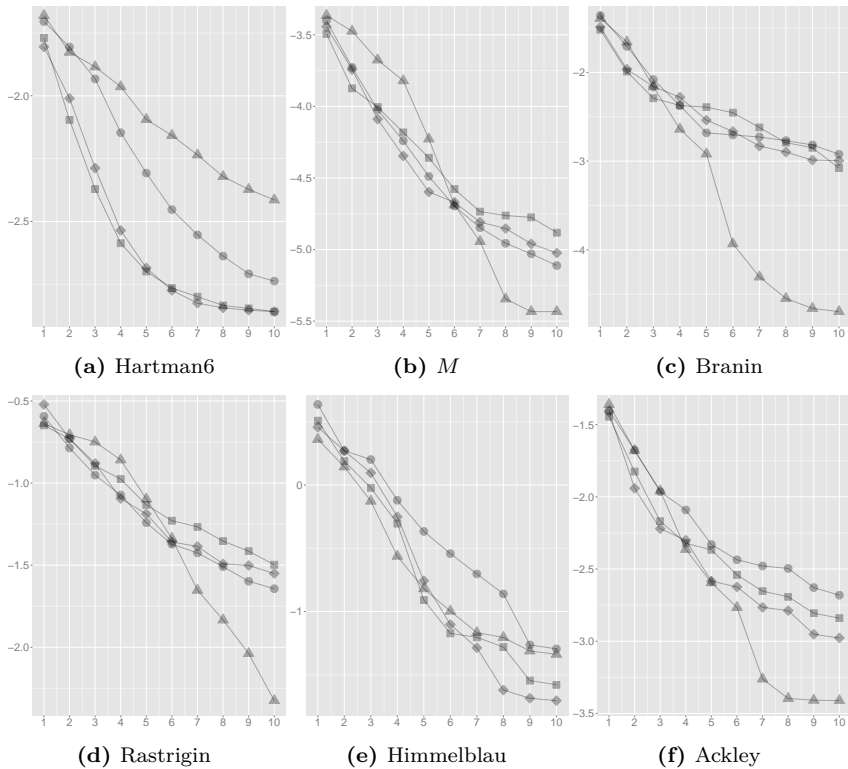 −2.0
−2.5
1 2 3 4 5 6 7 8 9 10
(a) Hartman6
−3.5
−4.0
−4.5
−5.0
−5.5
1 2 3 4 5 6 7 8 9 10
(b) M
−2
−3
−4
1 2 3 4 5 6 7 8 9 10
(c) Branin
−0.5
−1.0
−1.5
−2.0
1 2 3 4 5 6 7 8 9 10
(d) Rastrigin
0
−1
1 2 3 4 5 6 7 8 9 10
(e) Himmelblau
−1.5
−2.0
−2.5
−3.0
−3.5
1 2 3 4 5 6 7 8 9 10
(f) Ackley